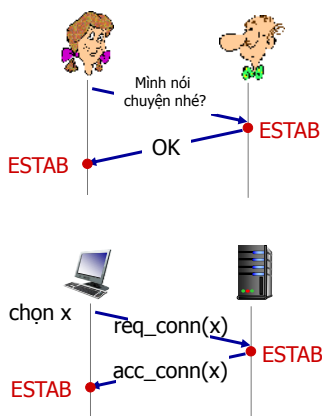 Mình nói
chuyện nhé?
ESTAB
OK
ESTAB
chọn x
req_conn(x)
ESTAB
acc_conn(x)
ESTAB